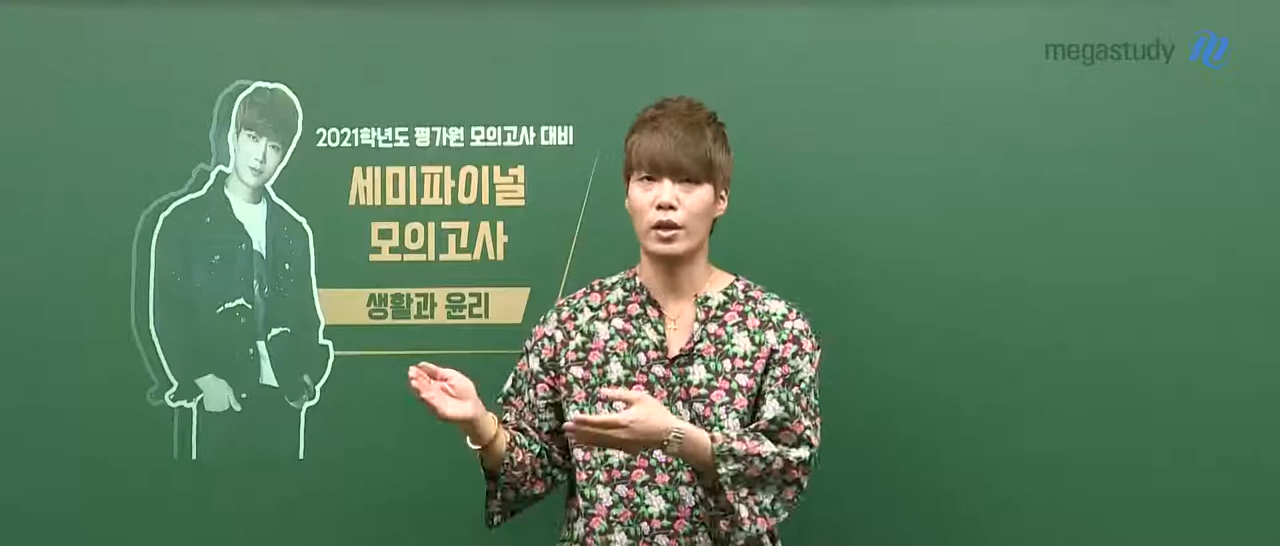 megastudy
2021학년도 평가원 모의고사 대비
세미파이널
모의고사
생활과 윤리